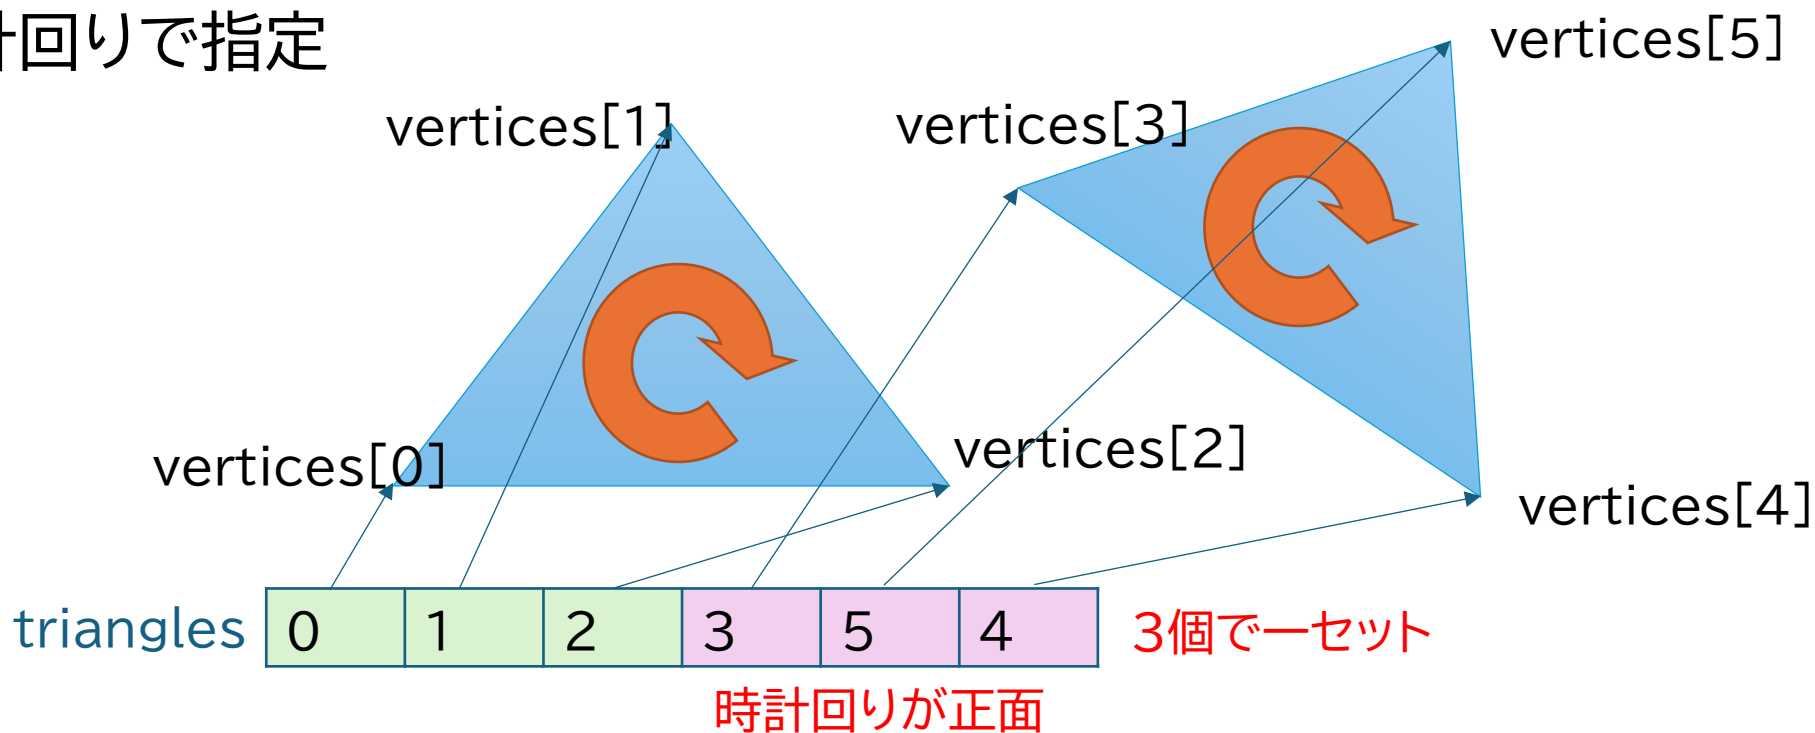 計回りで指定
vertices[5]
vertices[1]
vertices[3]
vertices[0]
vertices[2]
vertices[4]
triangles 0 1 2 3 5 4 3個で一セット
時計回りが正面